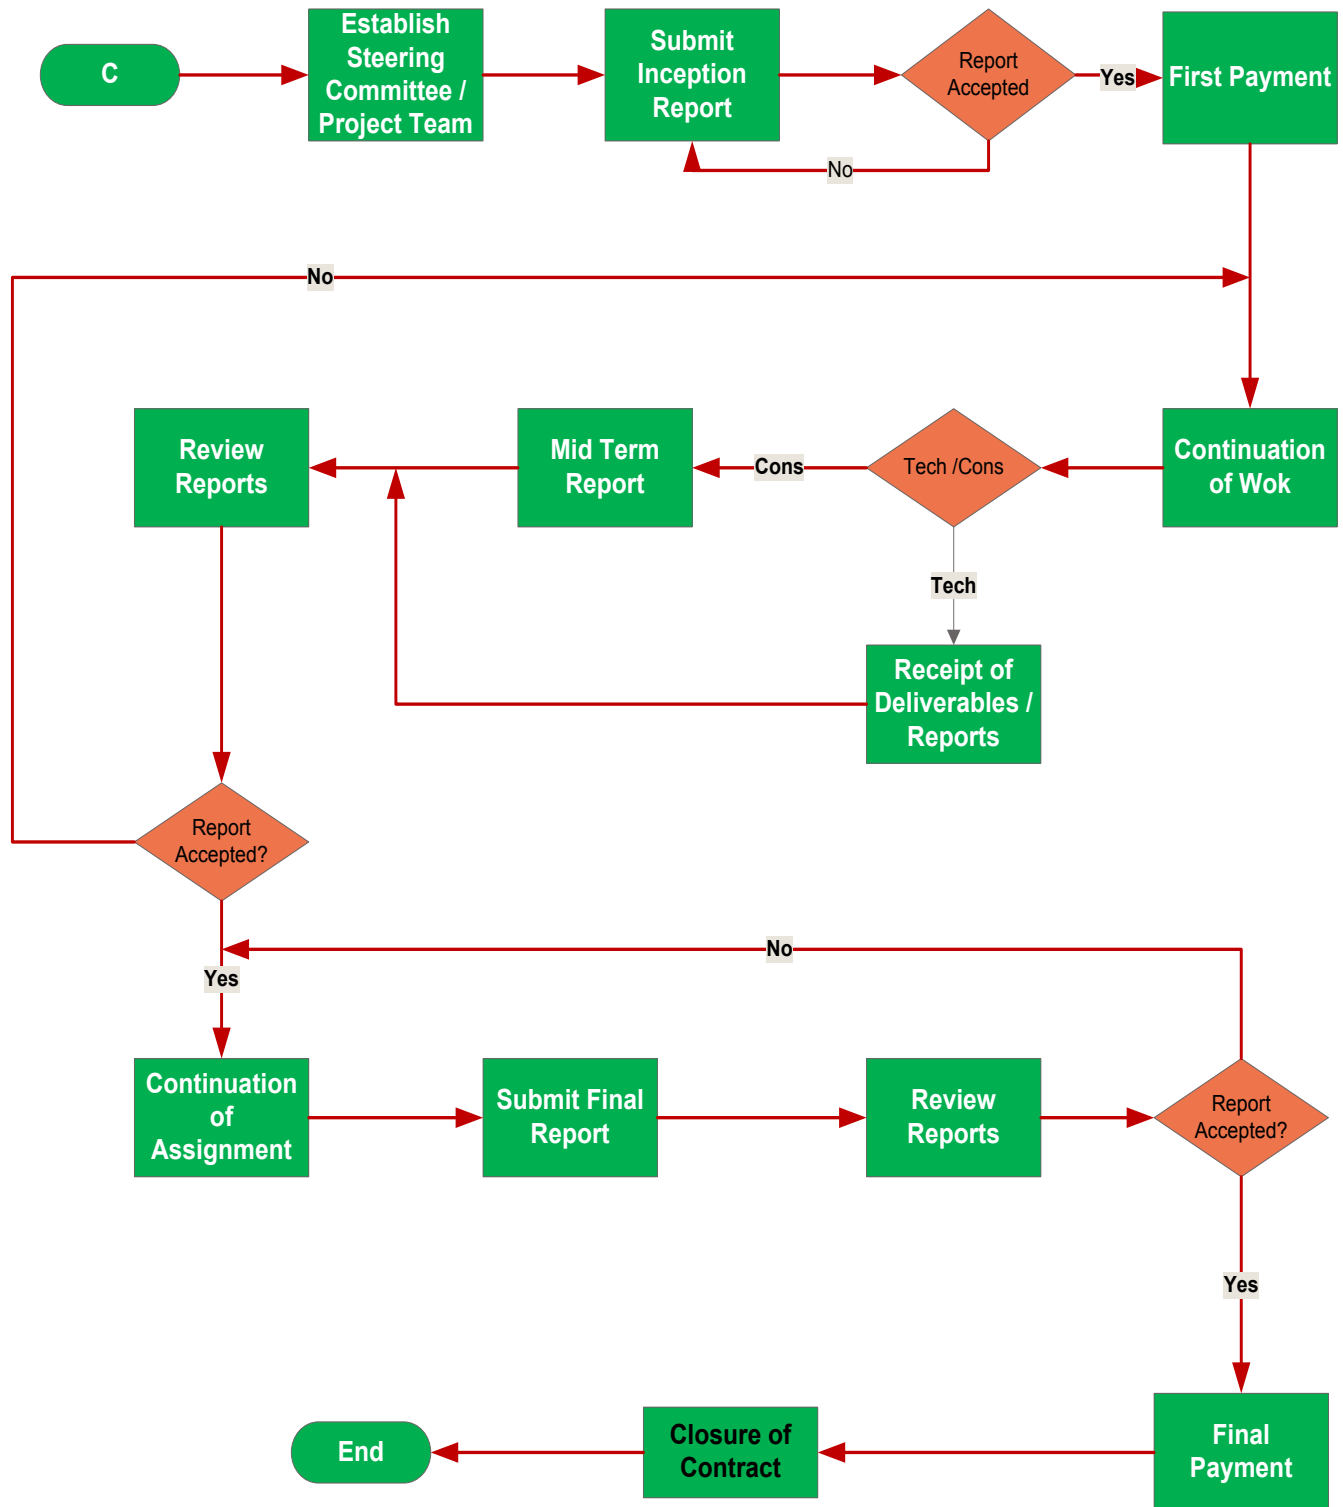 C
Establish
Steering
Committee /
Project Team
Submit
Inception
Report
Report
Accepted
Yes
First Payment
No
No
Review
Reports
Mid Term
Report
Cons
Tech /Cons
Continuation
of Wok
Tech
Receipt of
Deliverables /
Reports
Report
Accepted?
No
Yes
Continuation
of
Assignment
Submit Final
Report
Review
Reports
Report
Accepted?
Yes
End
Closure of
Contract
Final
Payment